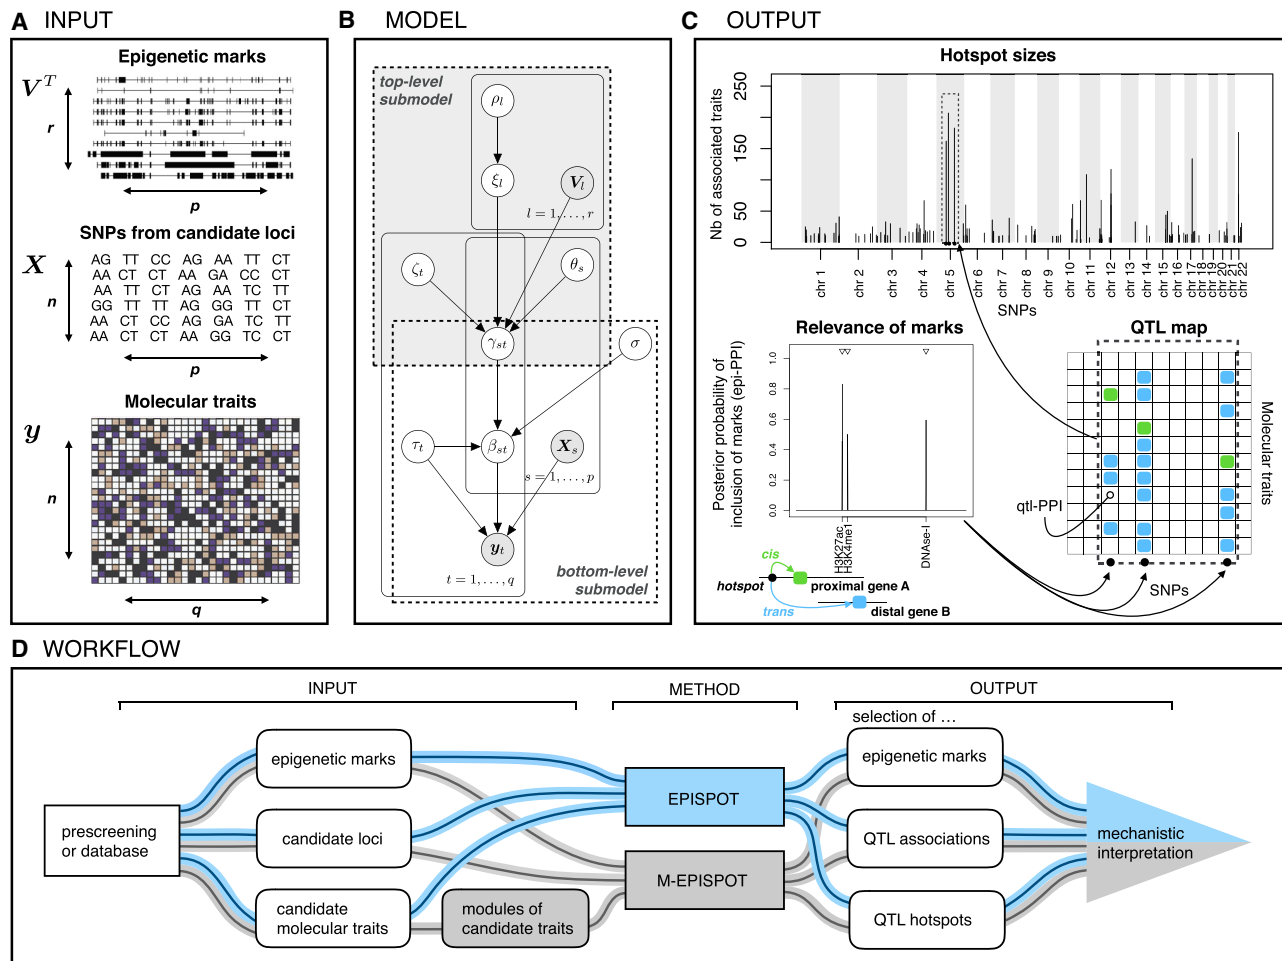 A INPUT
Epigenetic marks
V^T
r
p
SNPs from candidate loci
X
n
AG TT CC AG AA TT CT
AA CT CT AA GA CC CT
AA TT CT AG AA TC TT
GG TT TT AG GG TT CT
AA CT CC AG GA TC TT
AA CT CT AA GG TC CT
p
Molecular traits
y
n
q
B MODEL
top-level
submodel
ρ_l
ξ_l
V_l
l = 1, . . . , r
ζ_t
θ_s
γ_st
σ
τ_t
β_st
X_s
s = 1, . . . , p
y_t
t = 1, . . . , q
bottom-level
submodel
C OUTPUT
Hotspot sizes
Nb of associated traits
250
150
50
0
chr 1
chr 2
chr 3
chr 4
chr 5
chr 6
chr 7
chr 8
chr 9
chr 10
chr 11
chr 12
chr 13
chr 14
chr 15
chr 16
chr 17
chr 18
chr 19
chr 20
chr 21
chr 22
SNPs
Relevance of marks
Posterior probability of
inclusion of marks (epi-PPI)
1.0
0.8
0.6
0.4
0.2
0.0
H3K27ac
H3K4me1
DNAse-I
cis
hotspot
proximal gene A
trans
distal gene B
QTL map
Molecular traits
qtl-PPI
SNPs
D WORKFLOW
INPUT
METHOD
OUTPUT
selection of ...
prescreening
or database
epigenetic marks
candidate loci
candidate
molecular traits
modules of
candidate traits
EPISPOT
M-EPISPOT
epigenetic marks
QTL associations
QTL hotspots
mechanistic
interpretation